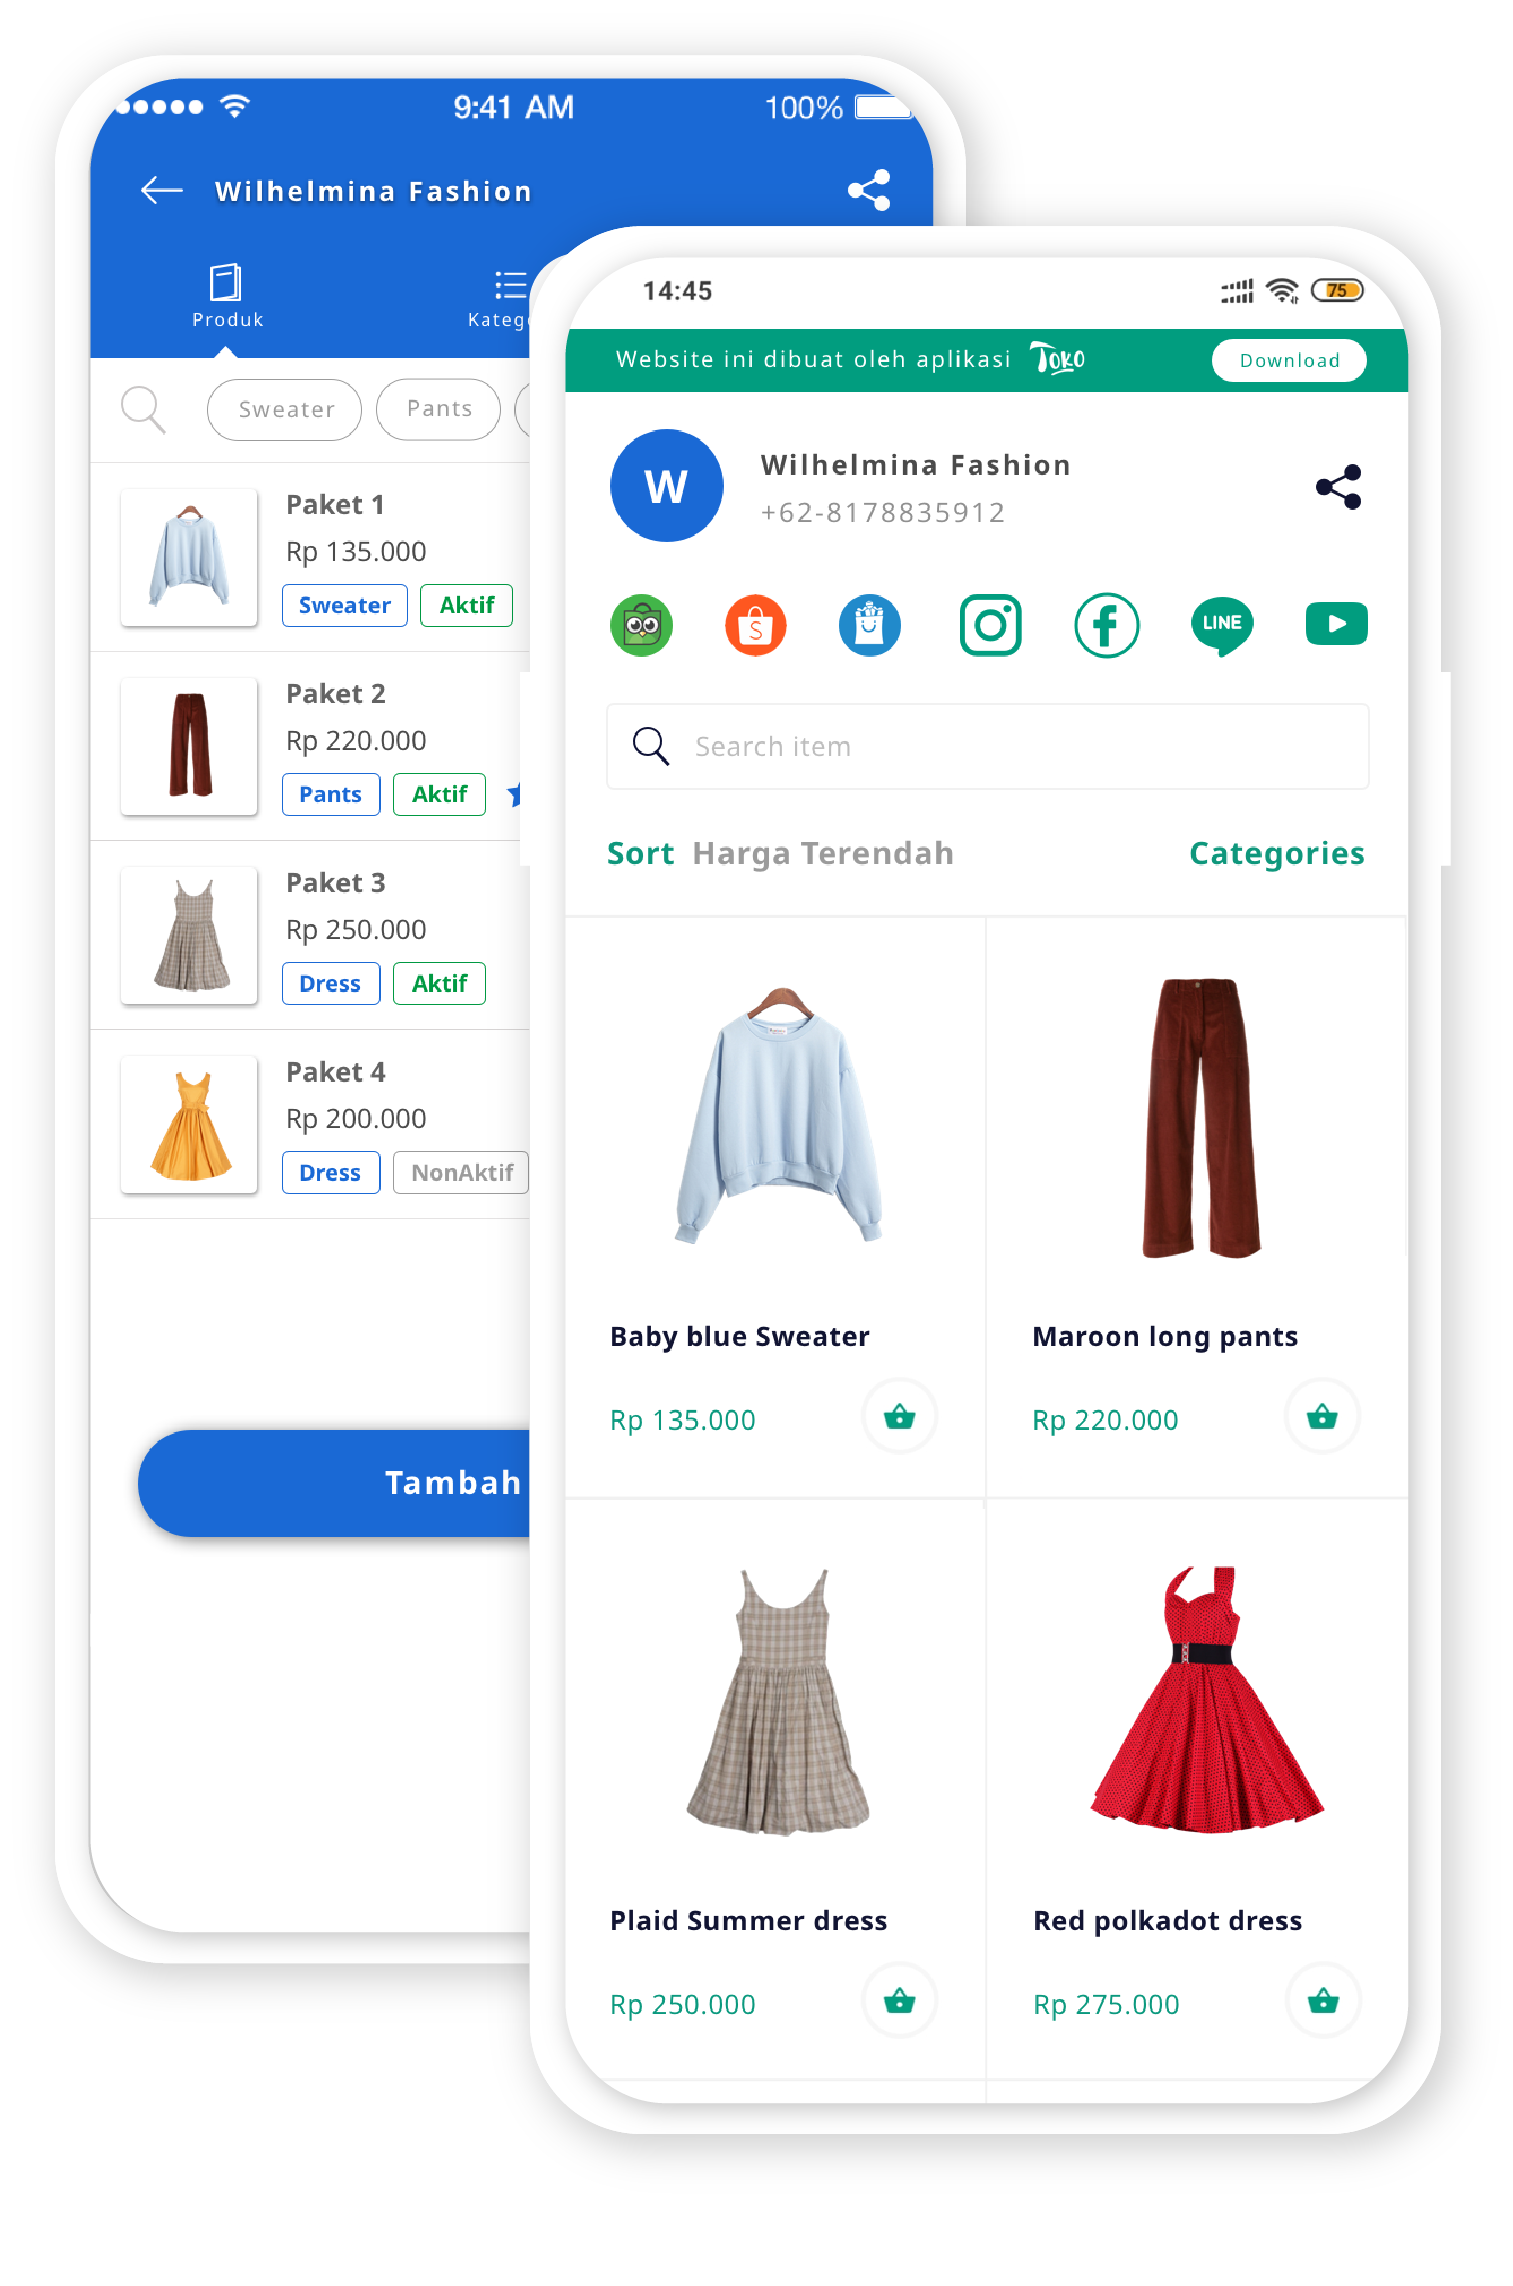 9:41 AM
100%
Wilhelmina Fashion
Produk
Sweater
Pants
Paket 1
Rp 135.000
Sweater
Aktif
Paket 2
Rp 220.000
Pants
Aktif
Paket 3
Rp 250.000
Dress
Aktif
Paket 4
Rp 200.000
Dress
NonAktif
Tambah
14:45
75
Website ini dibuat oleh aplikasi TOKO
Download
W
Wilhelmina Fashion
+62-8178835912
S
LINE
Search item
Sort Harga Terendah
Categories
Baby blue Sweater
Maroon long pants
Rp 135.000
Rp 220.000
Plaid Summer dress
Red polkadot dress
Rp 250.000
Rp 275.000